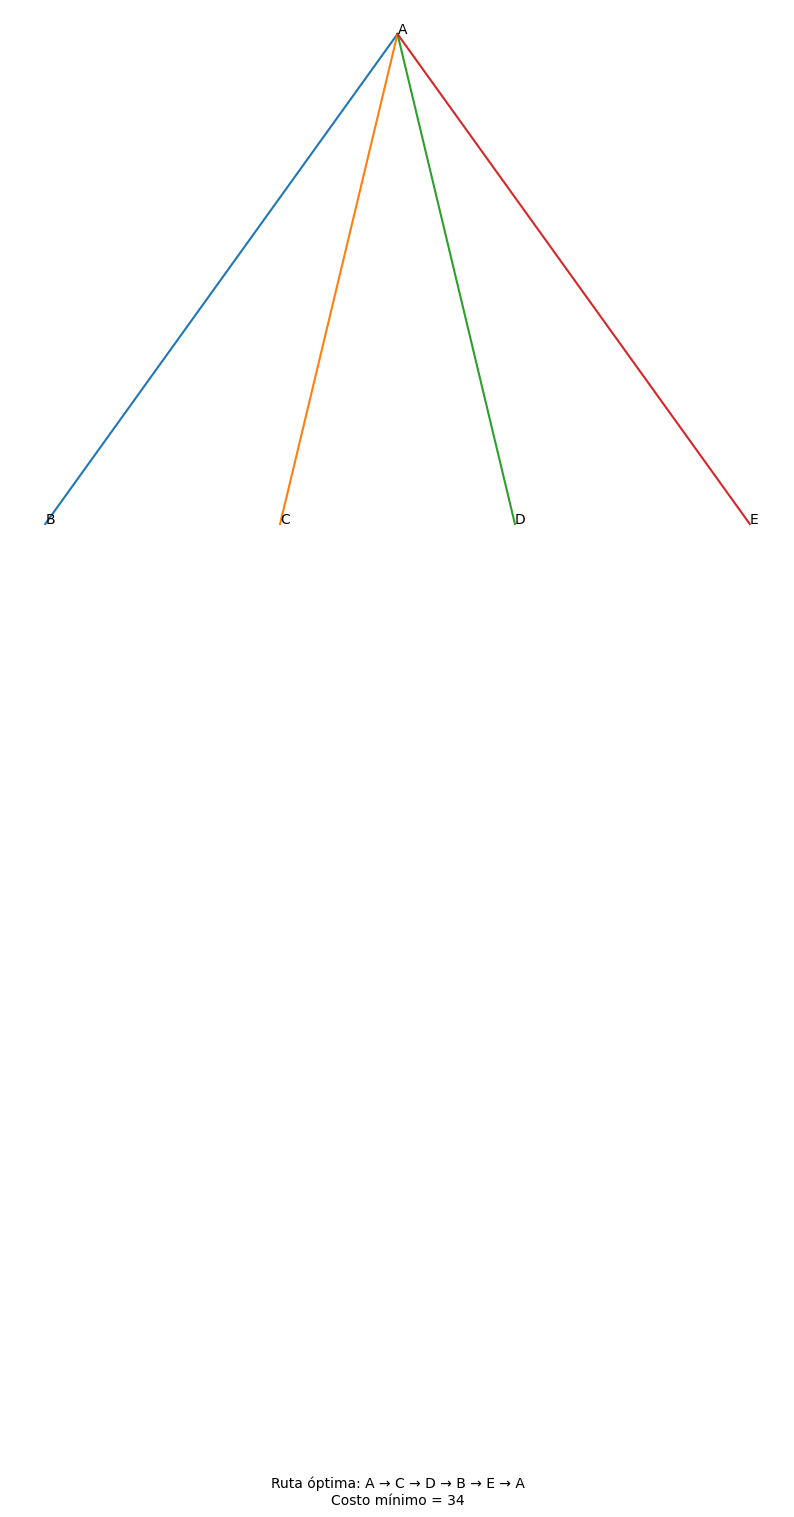 A
B
C
D
E
Ruta óptima: A → C → D → B → E → A
Costo mínimo = 34